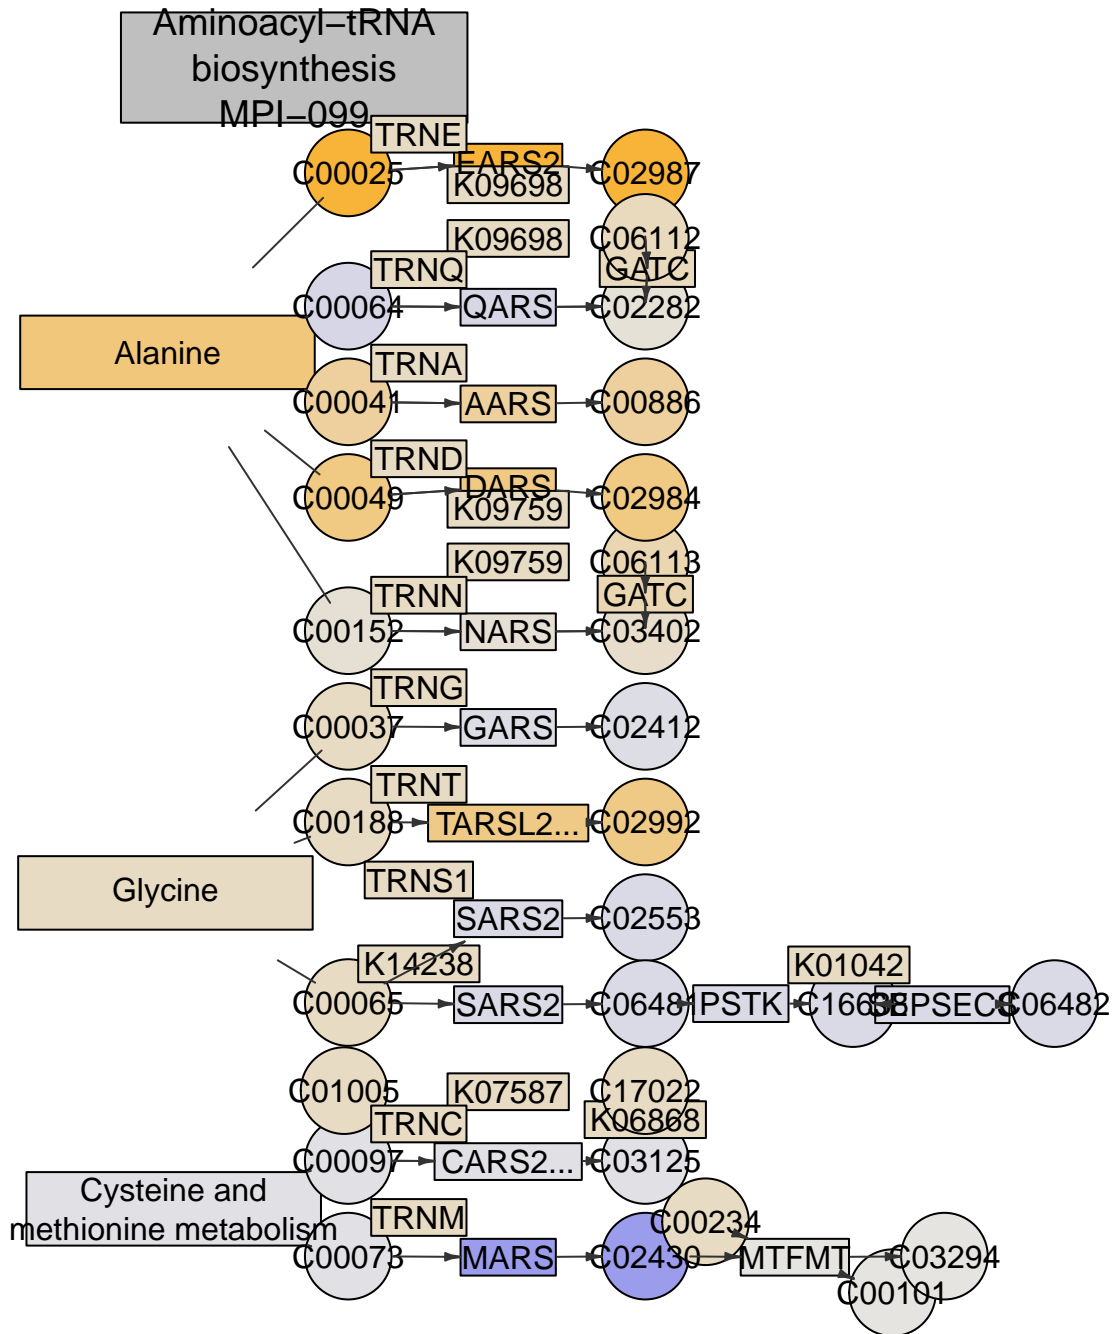 Aminoacyl−tRNA
biosynthesis
MPI−099
TRNE
C00025
EARS2
C02987
K09698
K09698
C06112
TRNQ
GATC
C00064
QARS
C02282
Alanine
TRNA
C00041
AARS
C00886
TRND
C00049
DARS
C02984
K09759
K09759
C06113
TRNN
GATC
C00152
NARS
C03402
TRNG
C00037
GARS
C02412
TRNT
C00188
TARSL2...
C02992
Glycine
TRNS1
SARS2
C02553
K14238
K01042
C00065
SARS2
C06481
PSTK
SEPSECS
C06482
C01005
K07587
C17022
TRNC
K06868
C00097
CARS2...
C03125
Cysteine and
methionine metabolism
TRNM
C00234
C00073
MARS
C02430
MTFMT
C03294
C00101